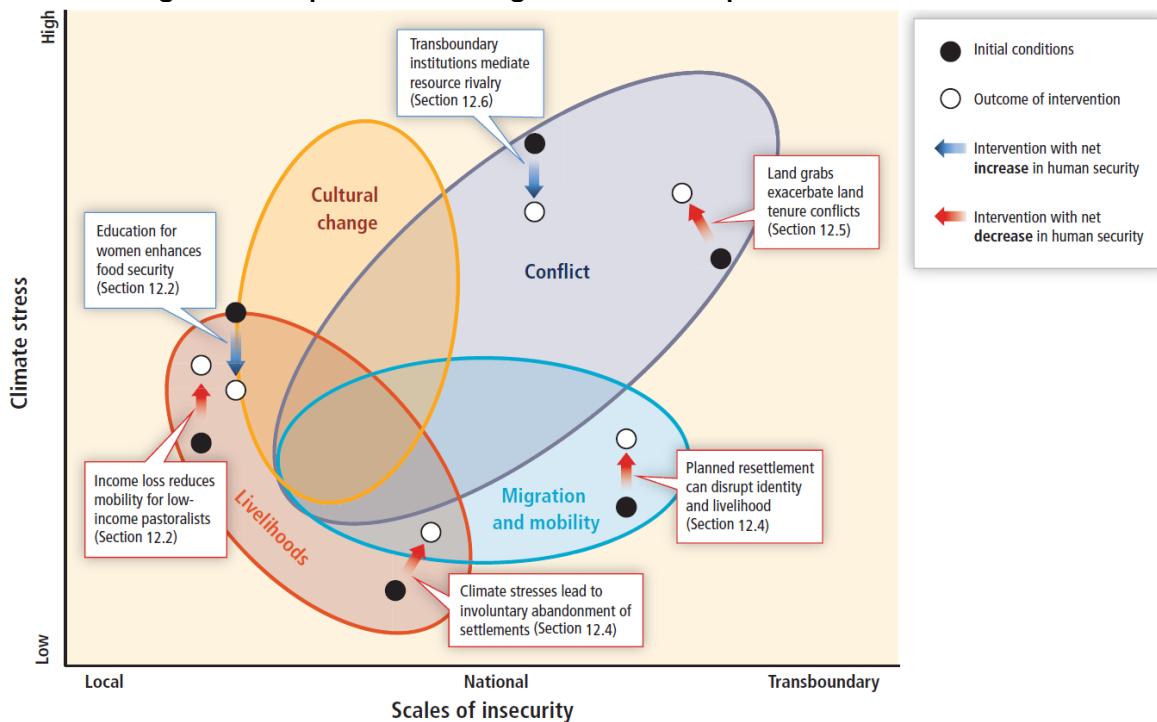 High
Climate stress
Low
Transboundary
institutions mediate
resource rivalry
(Section 12.6)
Land grabs
exacerbate land
tenure conflicts
(Section 12.5)
Cultural
change
Education for
women enhances
food security
(Section 12.2)
Conflict
Income loss reduces
mobility for low-
income pastoralists
(Section 12.2)
Livelihoods
Migration
and mobility
Planned resettlement
can disrupt identity
and livelihood
(Section 12.4)
Climate stresses lead to
involuntary abandonment of
settlements (Section 12.4)
Local
National
Transboundary
Scales of insecurity
Initial conditions
Outcome of intervention
Intervention with net
increase in human security
Intervention with net
decrease in human security